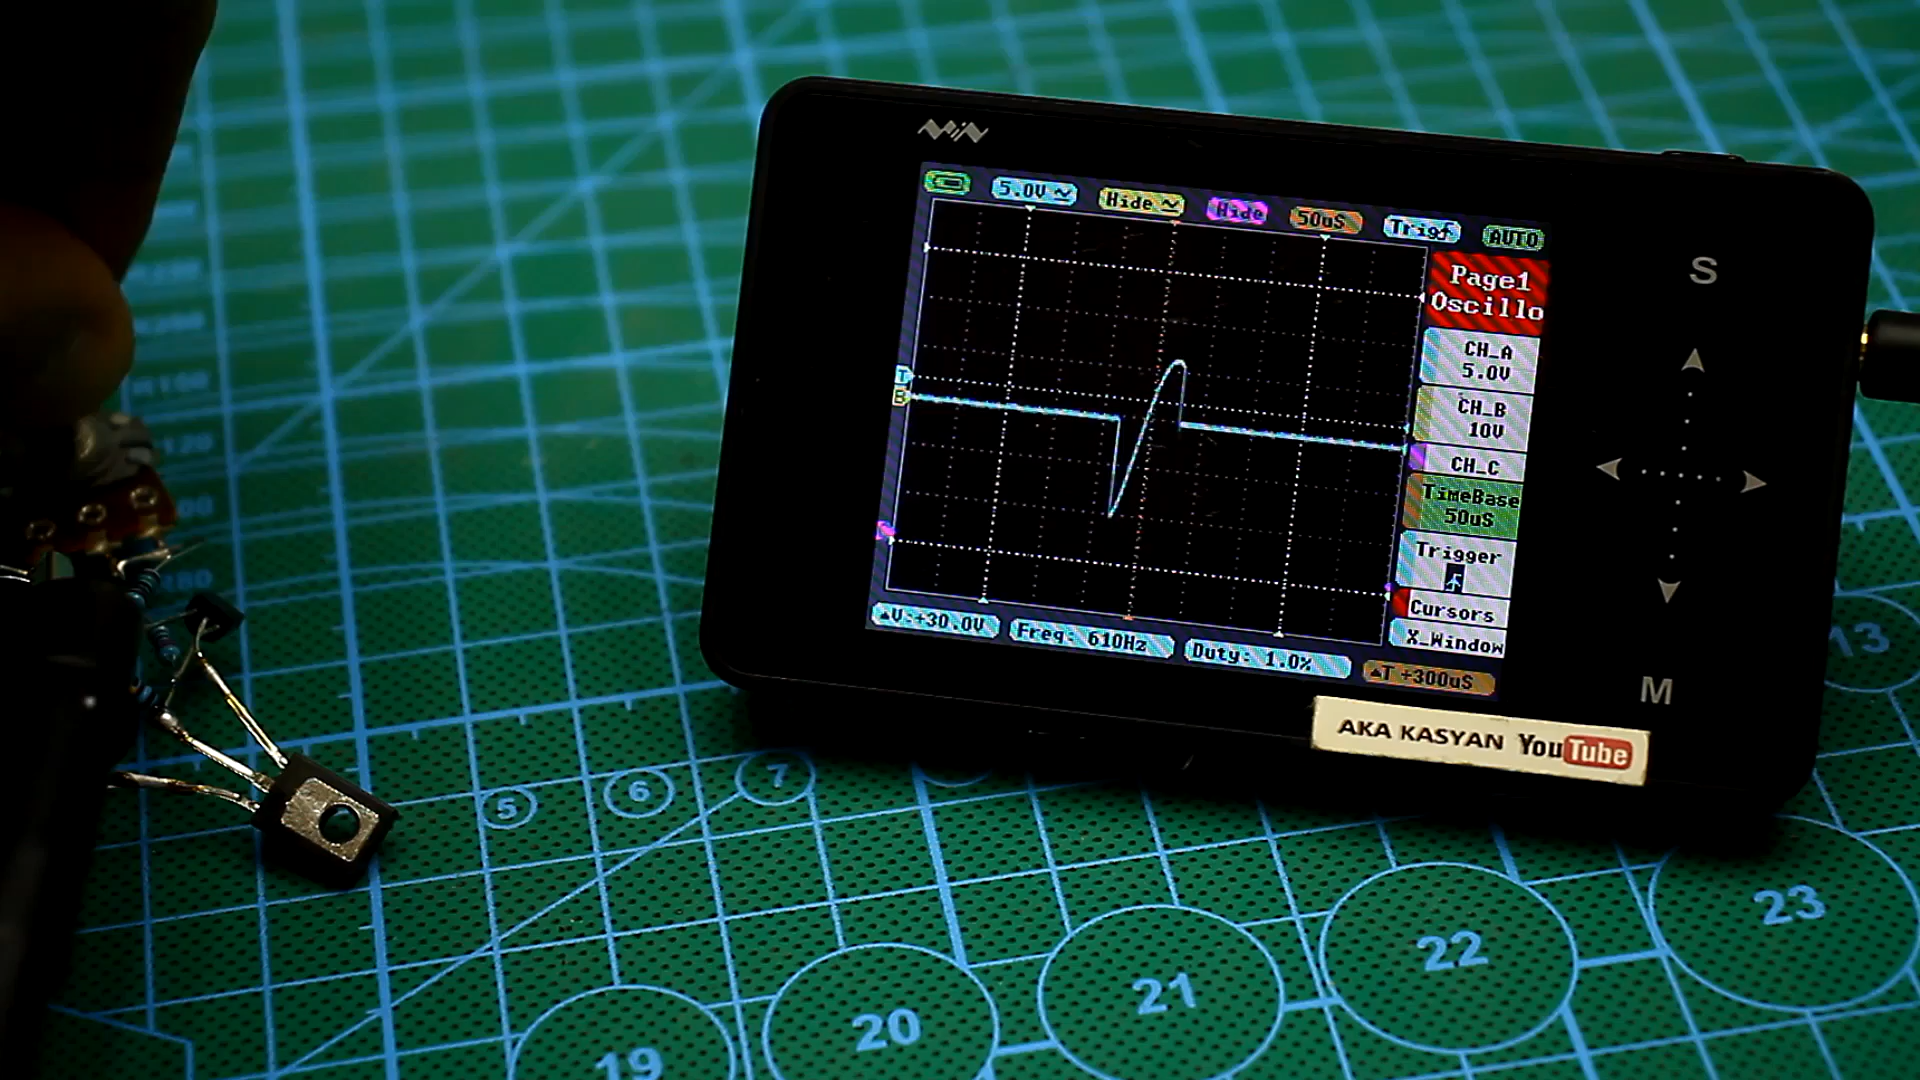 MiN
5.0V Hide Hide 50uS Trig AUTO
Page1
Oscillo
CH_A
5.0V
CH_B
10V
CH_C
TimeBase
50uS
Trigger
Cursors
X_Window
T
B
▲V:+30.0V Freq: 610Hz Duty: 1.0% ▲T +300uS
S
M
AKA KASYAN YouTube
5 6 7
13
19 20 21 22 23